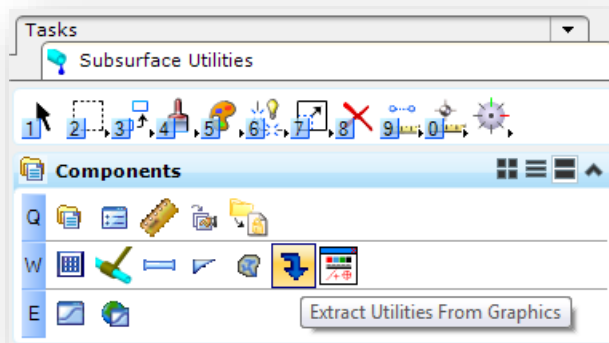 Tasks
Subsurface Utilities
1 2 3 4 5 6 7 8 9 0
Components
Q
W
E
Extract Utilities From Graphics